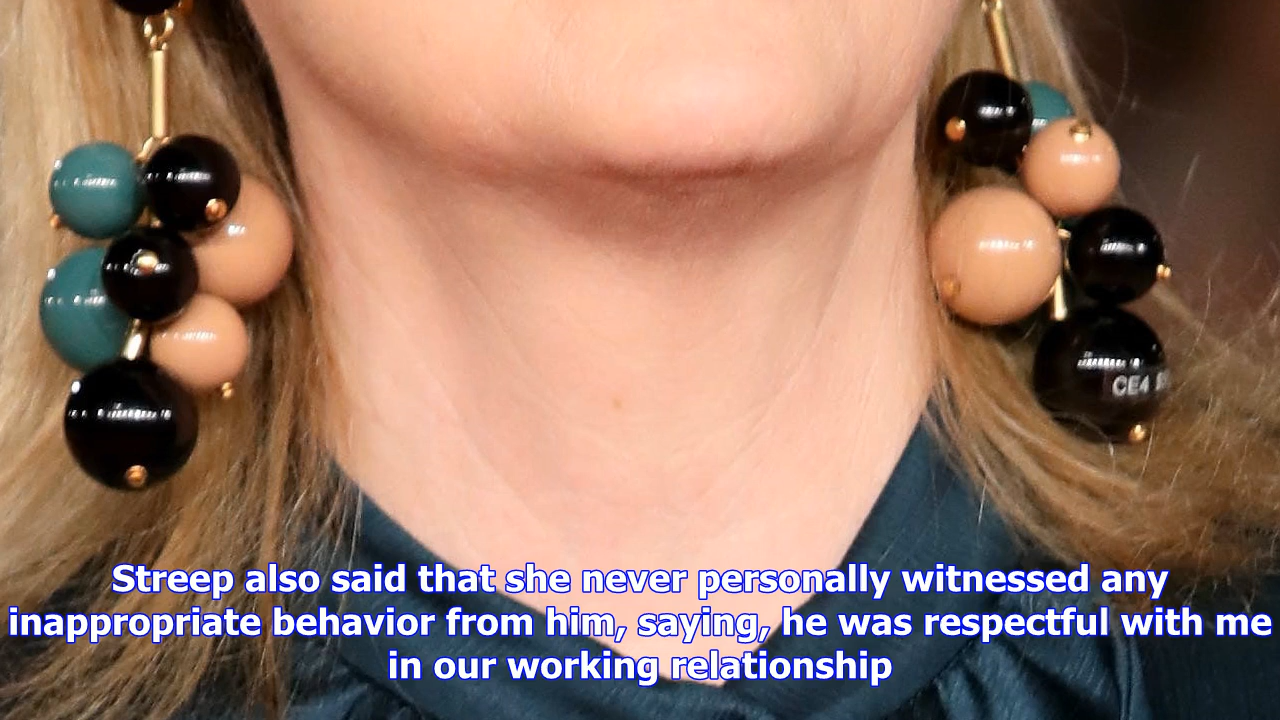 Streep also said that she never personally witnessed any
inappropriate behavior from him, saying, he was respectful with me
in our working relationship
CE4